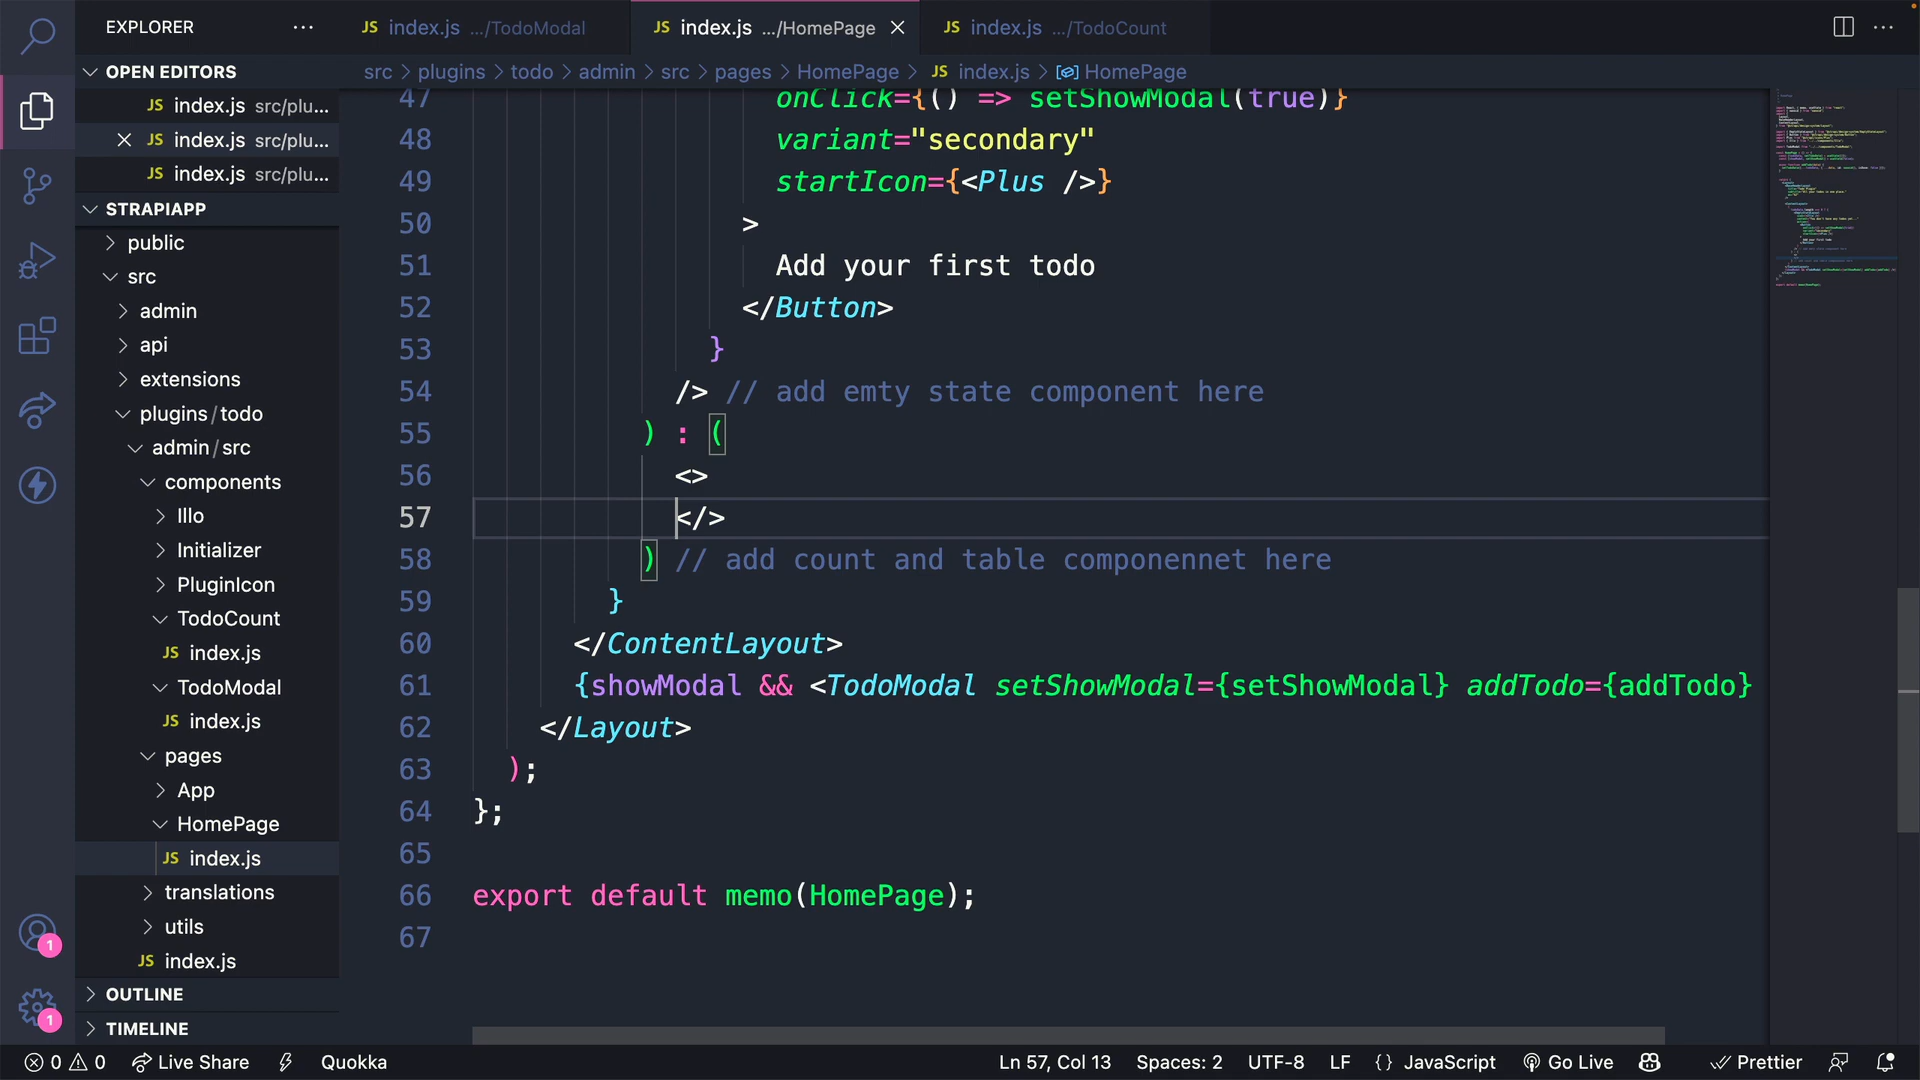 EXPLORER ···
JS index.js .../TodoModal
JS index.js .../HomePage
JS index.js .../TodoCount
OPEN EDITORS
JS index.js src/plu...
JS index.js src/plu...
JS index.js src/plu...
STRAPIAPP
public
src
admin
api
extensions
plugins/todo
admin/src
components
Illo
Initializer
PluginIcon
TodoCount
JS index.js
TodoModal
JS index.js
pages
App
HomePage
JS index.js
translations
utils
JS index.js
OUTLINE
TIMELINE
1
1
src > plugins > todo > admin > src > pages > HomePage > JS index.js > HomePage
47 onClick={() => setShowModal(true)}
48 variant="secondary"
49 startIcon={<Plus />}
50 >
51 Add your first todo
52 </Button>
53 }
54 /> // add emty state component here
55 ) : (
56 <>
57 </>
58 ) // add count and table componennet here
59 }
60 </ContentLayout>
61 {showModal && <TodoModal setShowModal={setShowModal} addTodo={addTodo}
62 </Layout>
63 );
64 };
65
66 export default memo(HomePage);
67
0 0 Live Share Quokka Ln 57, Col 13 Spaces: 2 UTF-8 LF {} JavaScript Go Live Prettier